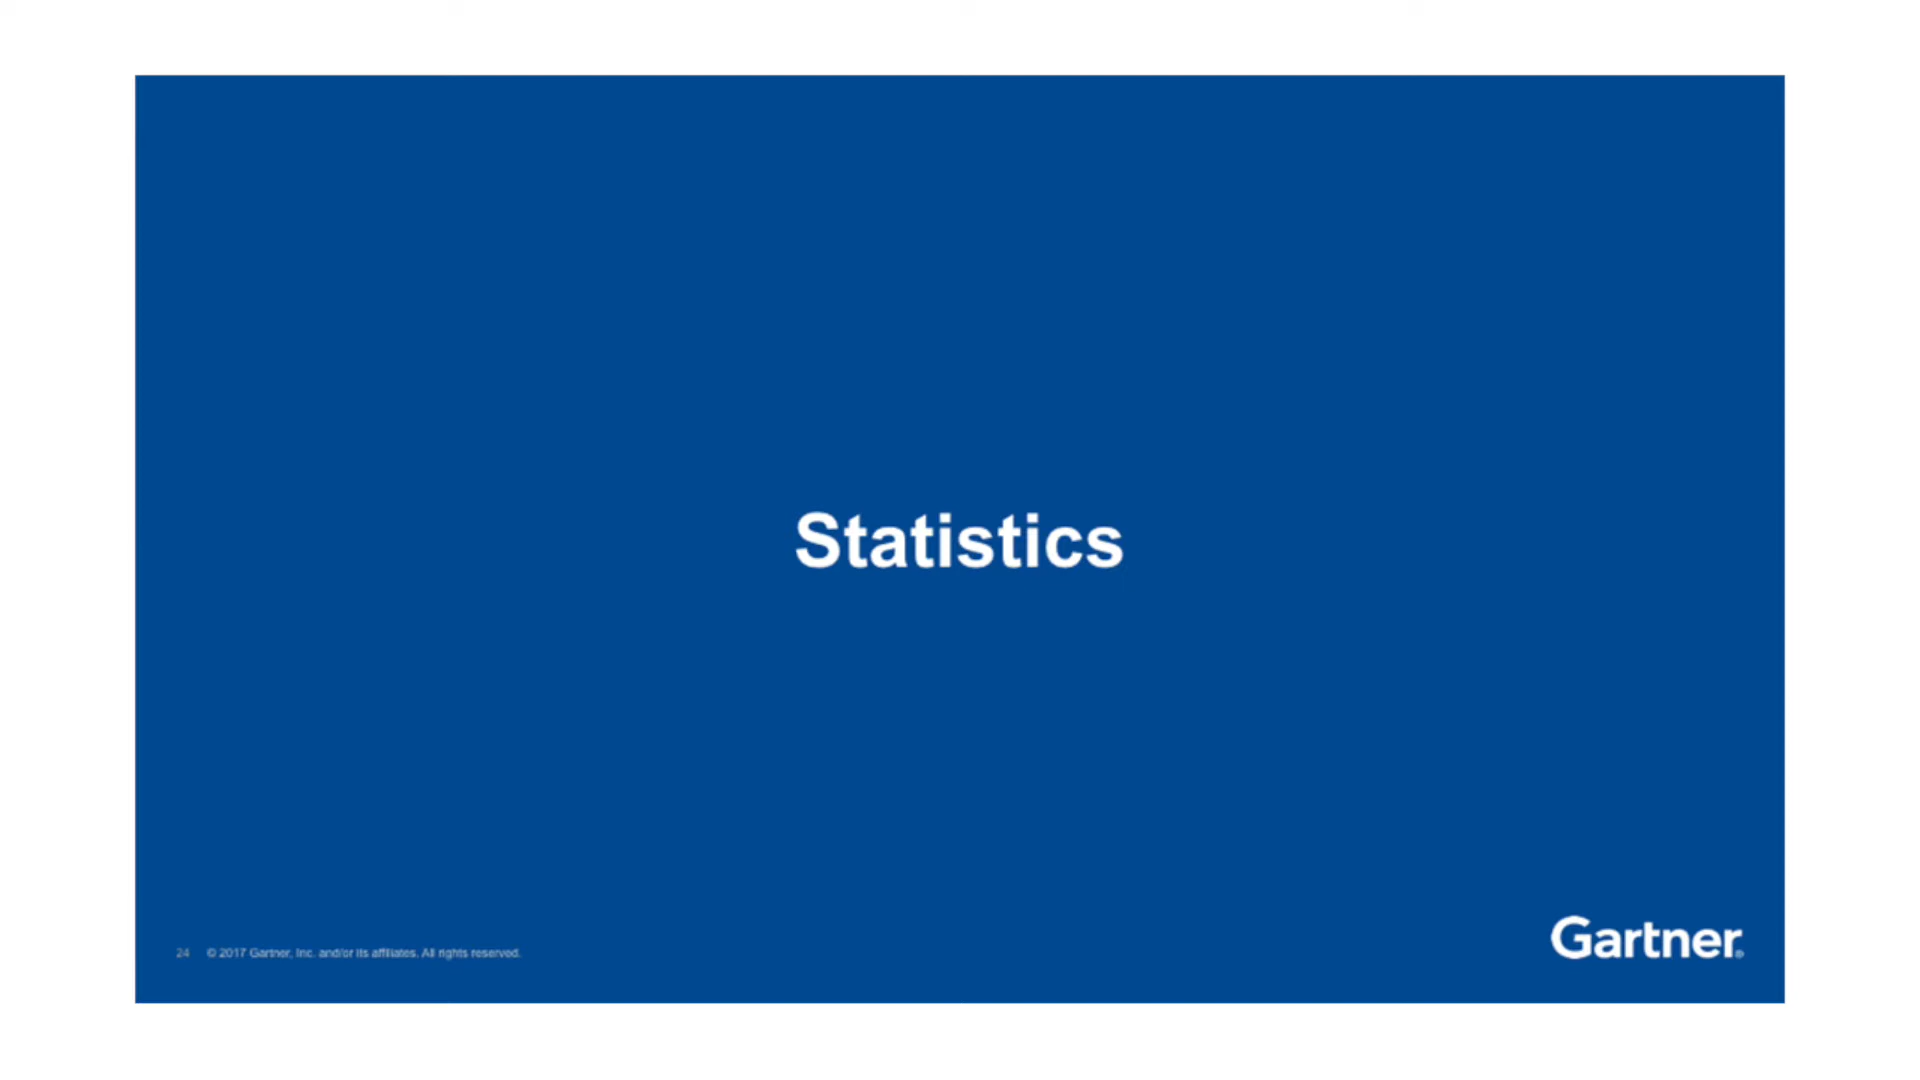 Statistics
24 © 2017 Gartner, Inc. and/or its affiliates. All rights reserved.
Gartner®